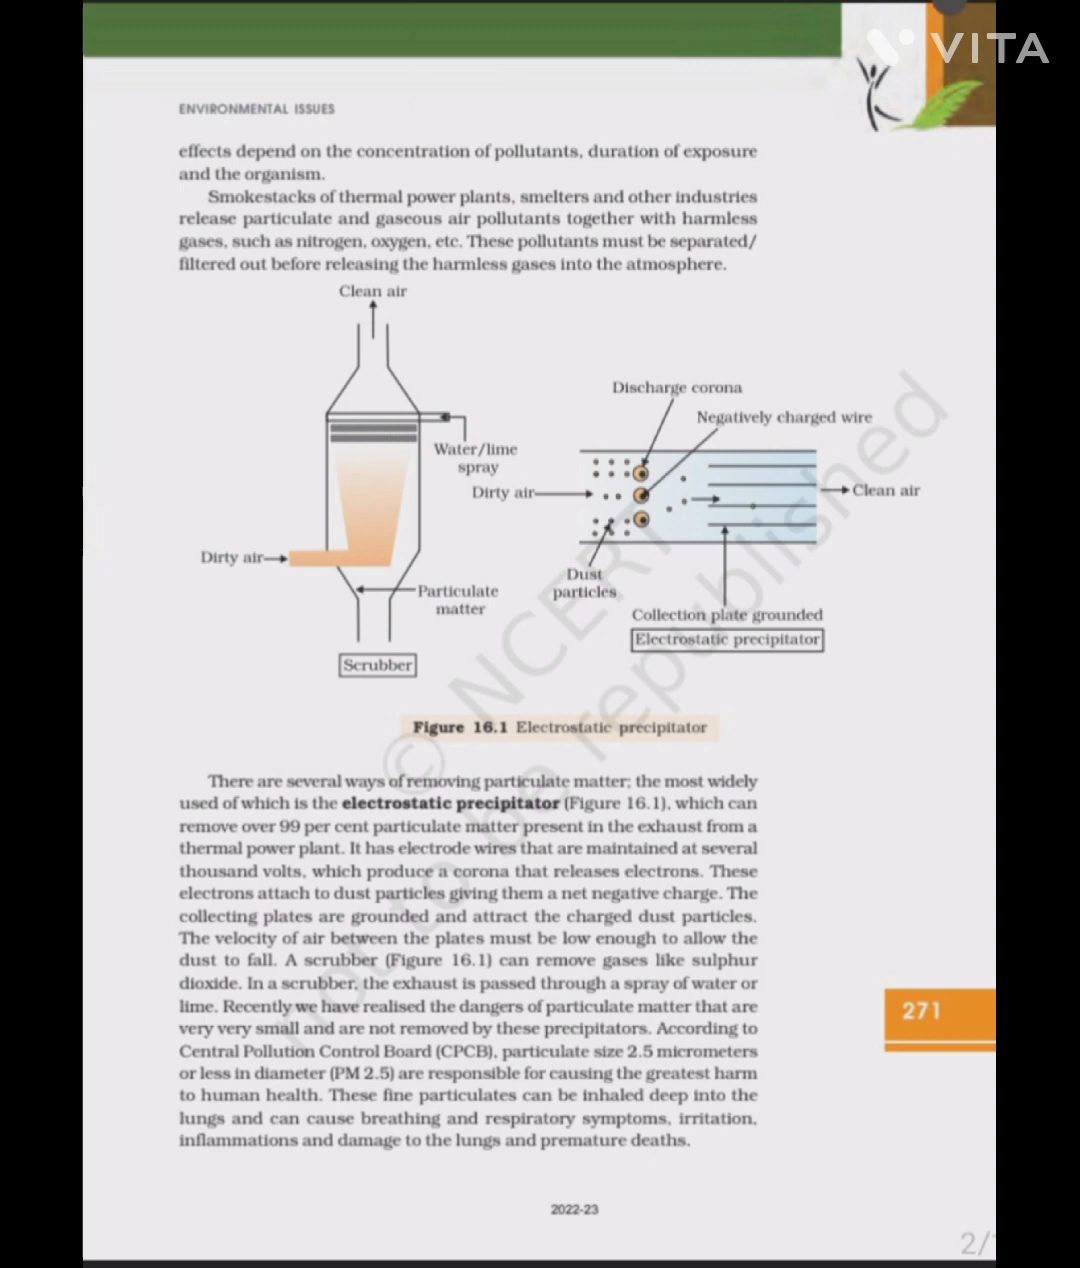 VITA
ENVIRONMENTAL ISSUES
effects depend on the concentration of pollutants, duration of exposure
and the organism.
Smokestacks of thermal power plants, smelters and other industries
release particulate and gaseous air pollutants together with harmless
gases, such as nitrogen, oxygen, etc. These pollutants must be separated/
filtered out before releasing the harmless gases into the atmosphere.
Clean air
Water/lime
spray
Dirty air
Particulate
matter
Scrubber
Discharge corona
Negatively charged wire
Dirty air
Clean air
Dust
particles
Collection plate grounded
Electrostatic precipitator
Figure 16.1 Electrostatic precipitator
There are several ways of removing particulate matter; the most widely
used of which is the electrostatic precipitator (Figure 16.1), which can
remove over 99 per cent particulate matter present in the exhaust from a
thermal power plant. It has electrode wires that are maintained at several
thousand volts, which produce a corona that releases electrons. These
electrons attach to dust particles giving them a net negative charge. The
collecting plates are grounded and attract the charged dust particles.
The velocity of air between the plates must be low enough to allow the
dust to fall. A scrubber (Figure 16.1) can remove gases like sulphur
dioxide. In a scrubber, the exhaust is passed through a spray of water or
lime. Recently we have realised the dangers of particulate matter that are
very very small and are not removed by these precipitators. According to
Central Pollution Control Board (CPCB), particulate size 2.5 micrometers
or less in diameter (PM 2.5) are responsible for causing the greatest harm
to human health. These fine particulates can be inhaled deep into the
lungs and can cause breathing and respiratory symptoms, irritation,
inflammations and damage to the lungs and premature deaths.
271
2022-23
2/
© NCERT
not to be republished